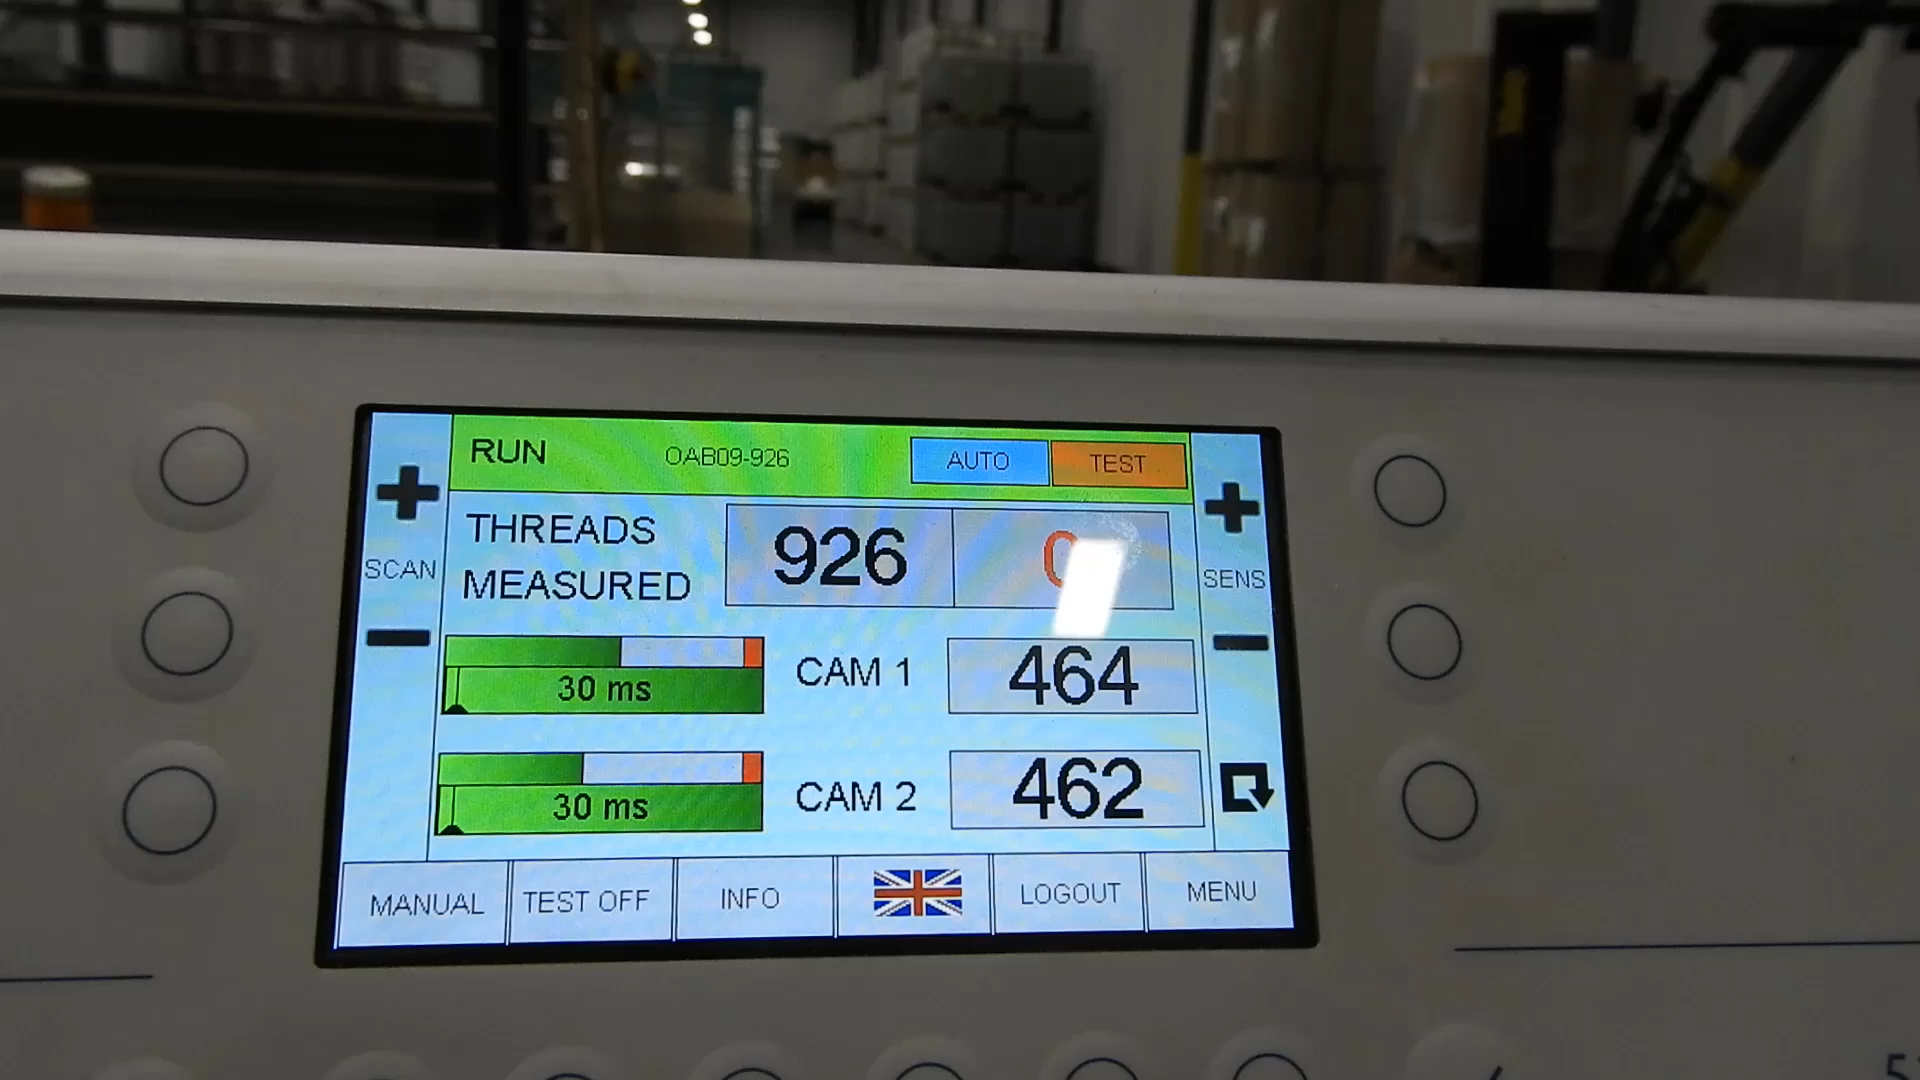 RUN OAB09-926 AUTO TEST
THREADS
MEASURED
926
0
SCAN
SENS
30 ms
CAM 1
464
30 ms
CAM 2
462
MANUAL TEST OFF INFO LOGOUT MENU